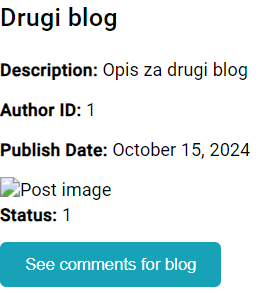 Drugi blog
Description: Opis za drugi blog
Author ID: 1
Publish Date: October 15, 2024
Post image
Status: 1
See comments for blog